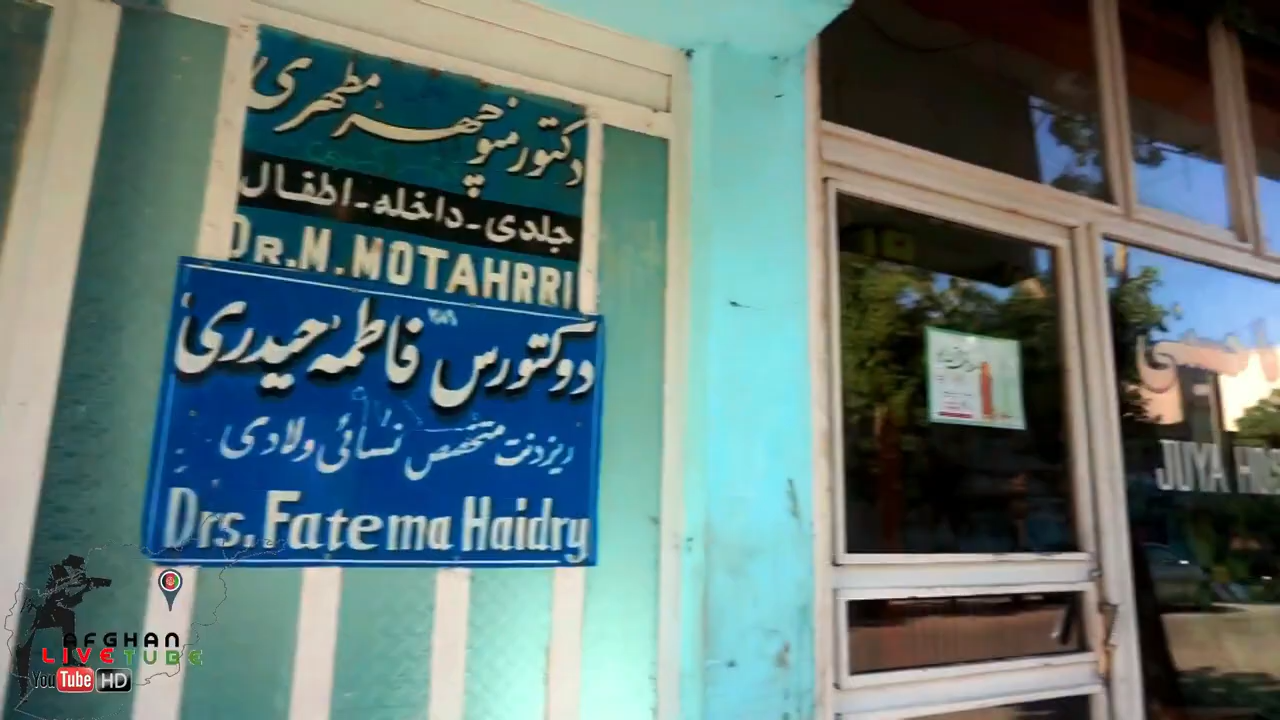 دکتور منوچهر مطهری
جلدی - داخله - اطفال
DR. M. MOTAHRRI
دوکتورس فاطمه حیدری
ریزدنت متخصص نسائی ولادی
Drs. Fatema Haidry
JUYA
AFGHAN
LIVETUBE
YouTube HD